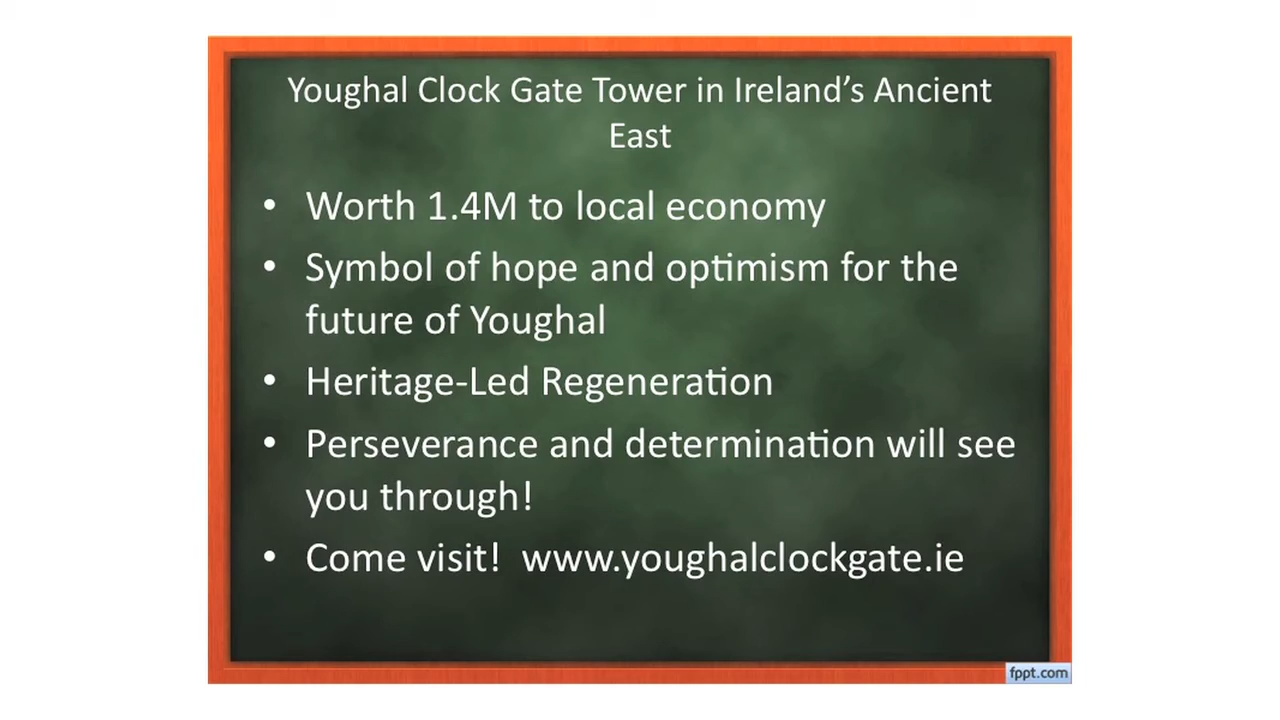 Youghal Clock Gate Tower in Ireland’s Ancient
East
• Worth 1.4M to local economy
• Symbol of hope and optimism for the
future of Youghal
• Heritage-Led Regeneration
• Perseverance and determination will see
you through!
• Come visit!  www.youghalclockgate.ie
fppt.com